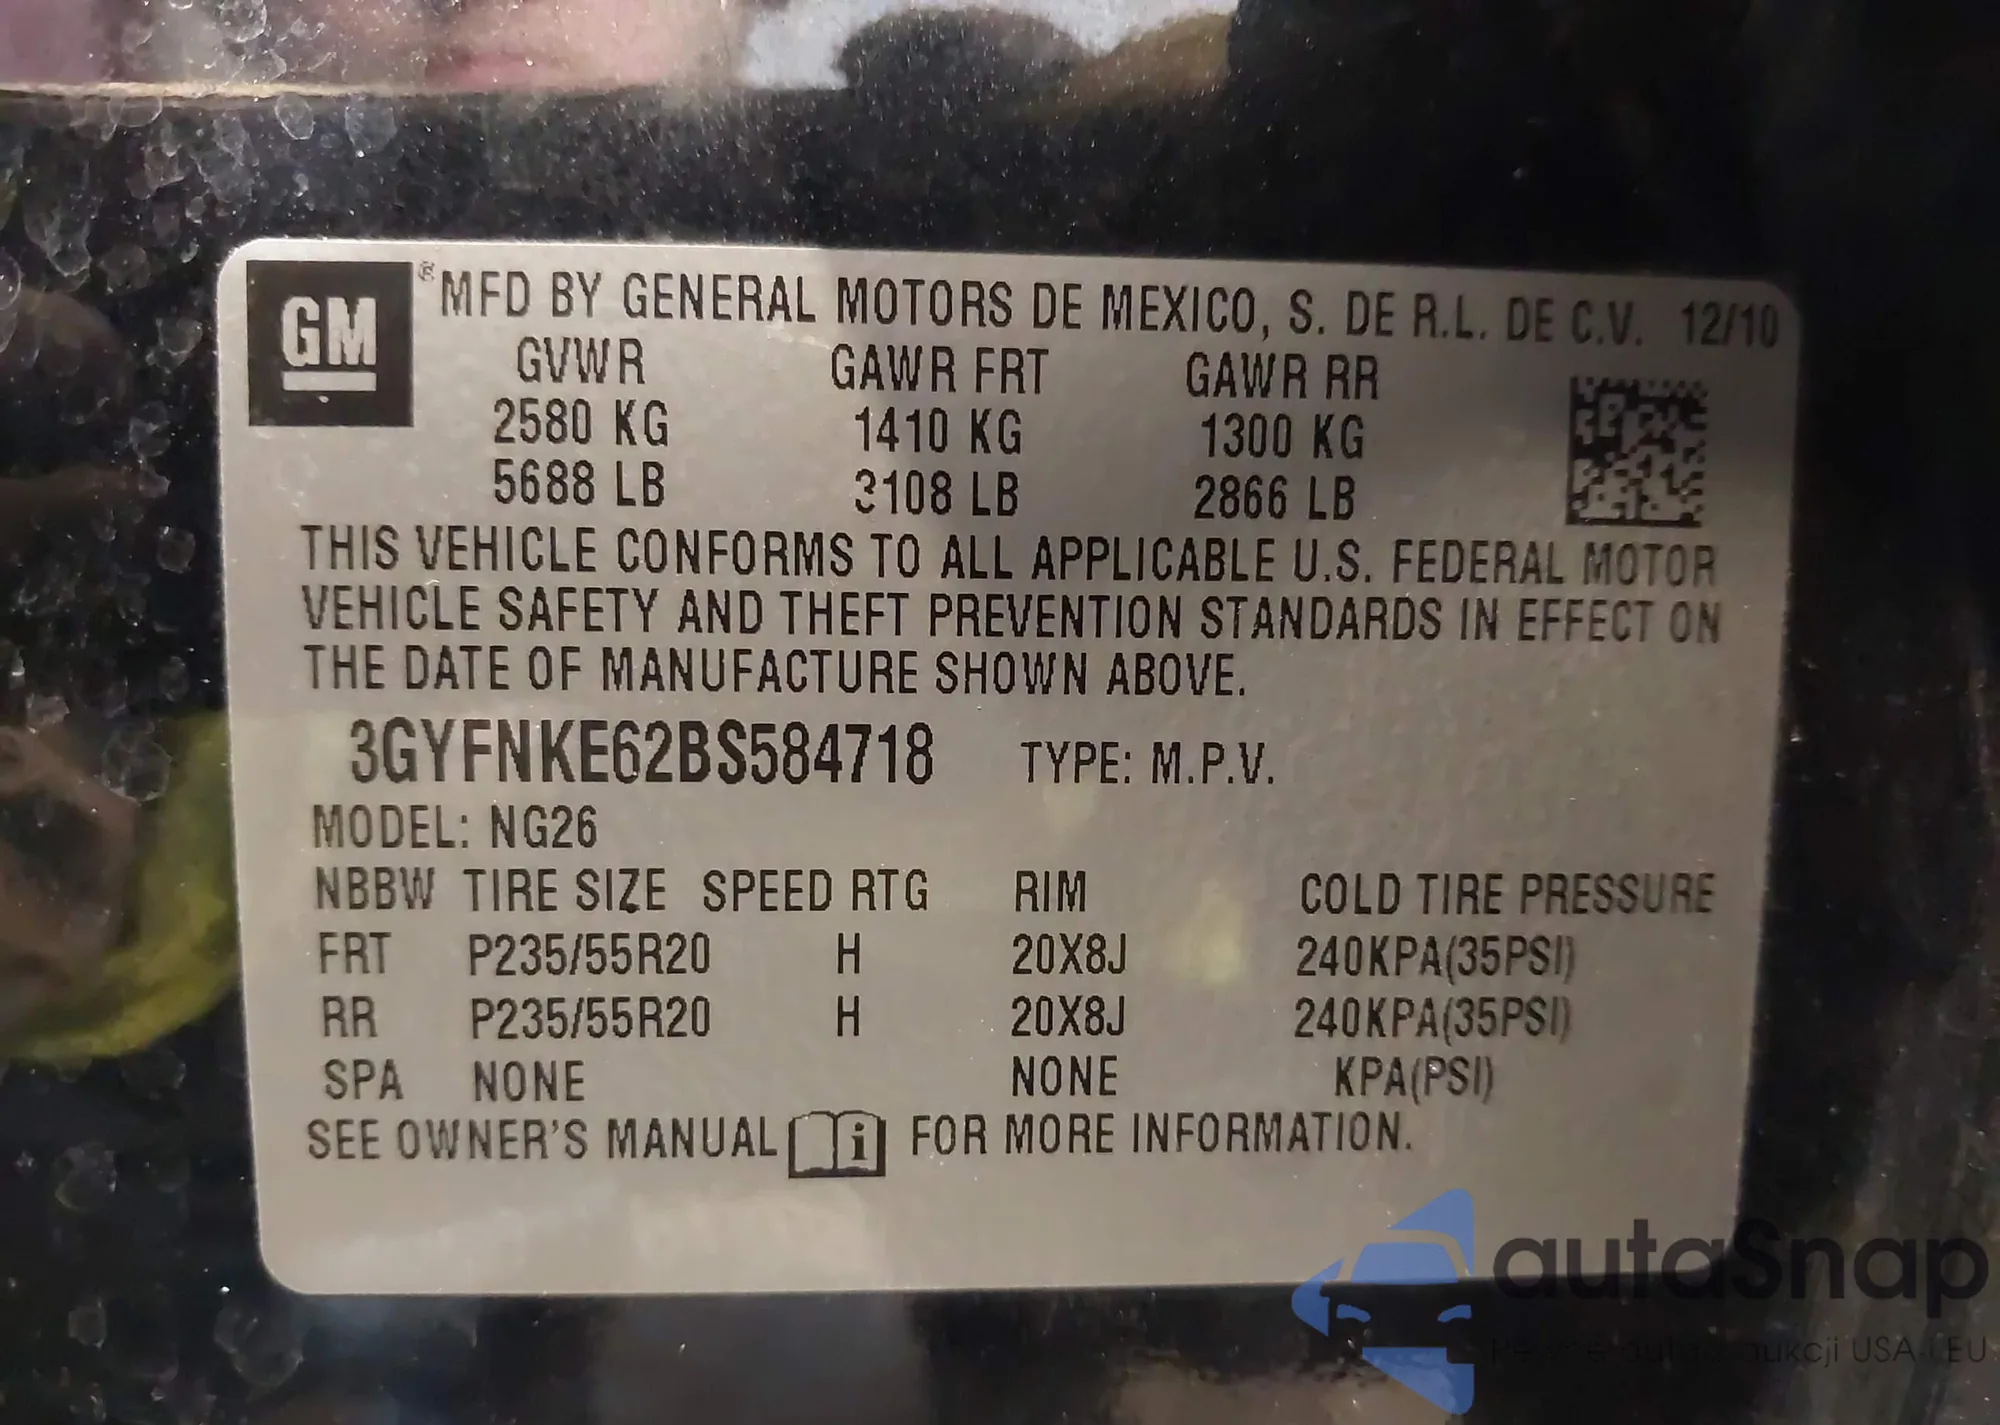 GM
® MFD BY GENERAL MOTORS DE MEXICO, S. DE R.L. DE C.V. 12/10
GVWR GAWR FRT GAWR RR
2580 KG 1410 KG 1300 KG
5688 LB 3108 LB 2866 LB
THIS VEHICLE CONFORMS TO ALL APPLICABLE U.S. FEDERAL MOTOR
VEHICLE SAFETY AND THEFT PREVENTION STANDARDS IN EFFECT ON
THE DATE OF MANUFACTURE SHOWN ABOVE.
3GYFNKE62BS584718 TYPE: M.P.V.
MODEL: NG26
NBBW TIRE SIZE SPEED RTG RIM COLD TIRE PRESSURE
FRT P235/55R20 H 20X8J 240KPA(35PSI)
RR P235/55R20 H 20X8J 240KPA(35PSI)
SPA NONE NONE KPA(PSI)
SEE OWNER'S MANUAL i FOR MORE INFORMATION.
autaSnap
aukcji USA i EU